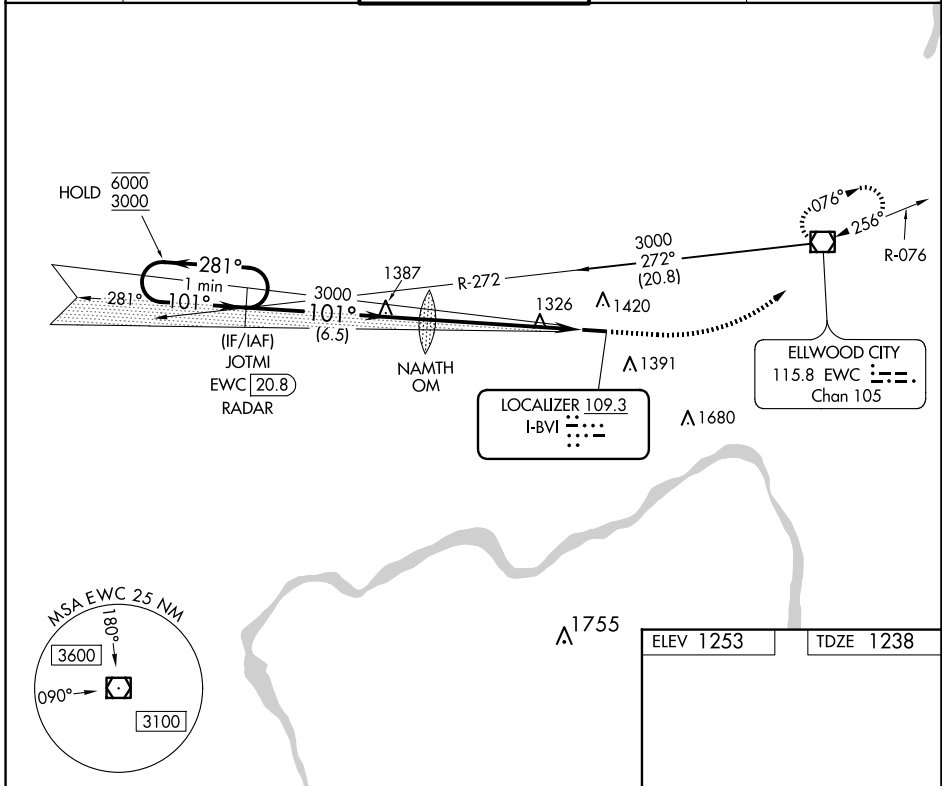 HOLD 6000
3000
281°
1 min
281° 101°
3000
101°
(6.5)
1387
R-272
3000
272°
(20.8)
076°
256°
R-076
1326
1420
1391
1680
(IF/IAF)
JOTMI
EWC 20.8
RADAR
NAMTH
OM
LOCALIZER 109.3
I-BVI
ELLWOOD CITY
115.8 EWC
Chan 105
MSA EWC 25 NM
180°
3600
090°
3100
1755
ELEV 1253
TDZE 1238